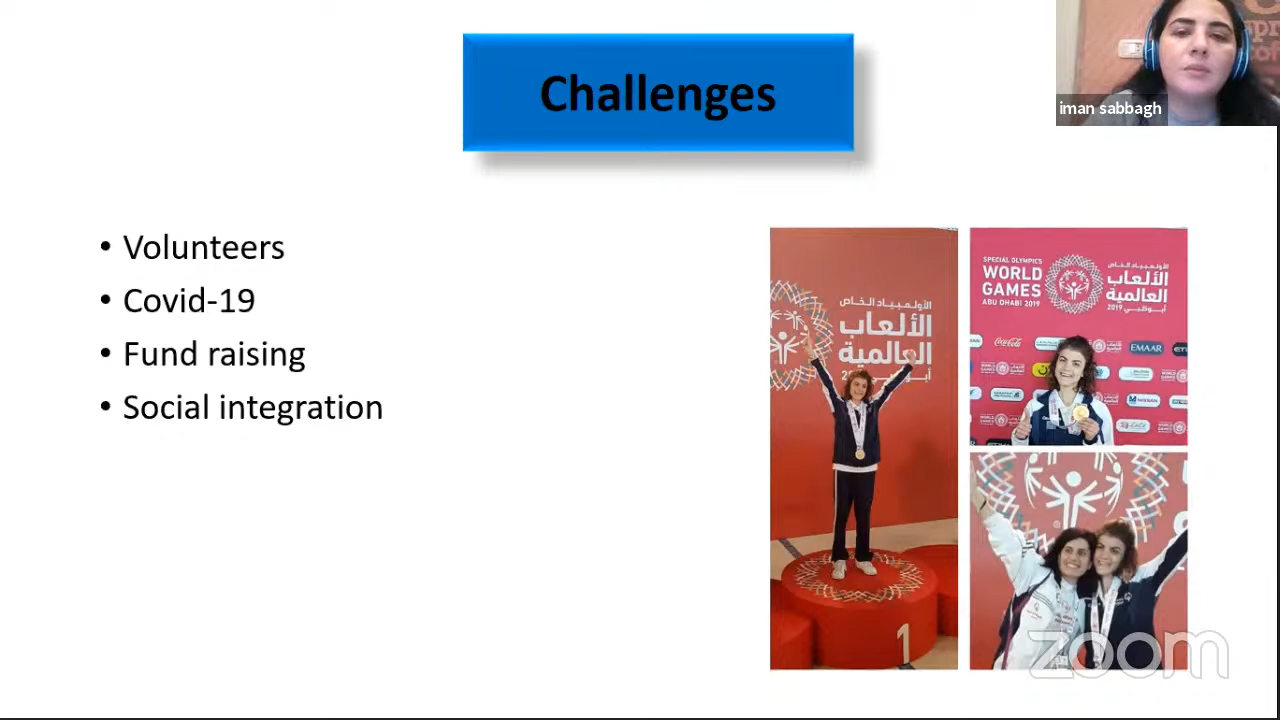 Challenges
iman sabbagh
• Volunteers
• Covid-19
• Fund raising
• Social integration
الأولمبياد الخاص
الألعاب
العالمية
1
SPECIAL OLYMPICS
WORLD
GAMES
ABU DHABI 2019
الأولمبياد الخاص
الألعاب
العالمية
أبوظبي 2019
Coca-Cola
EMAAR
zoom